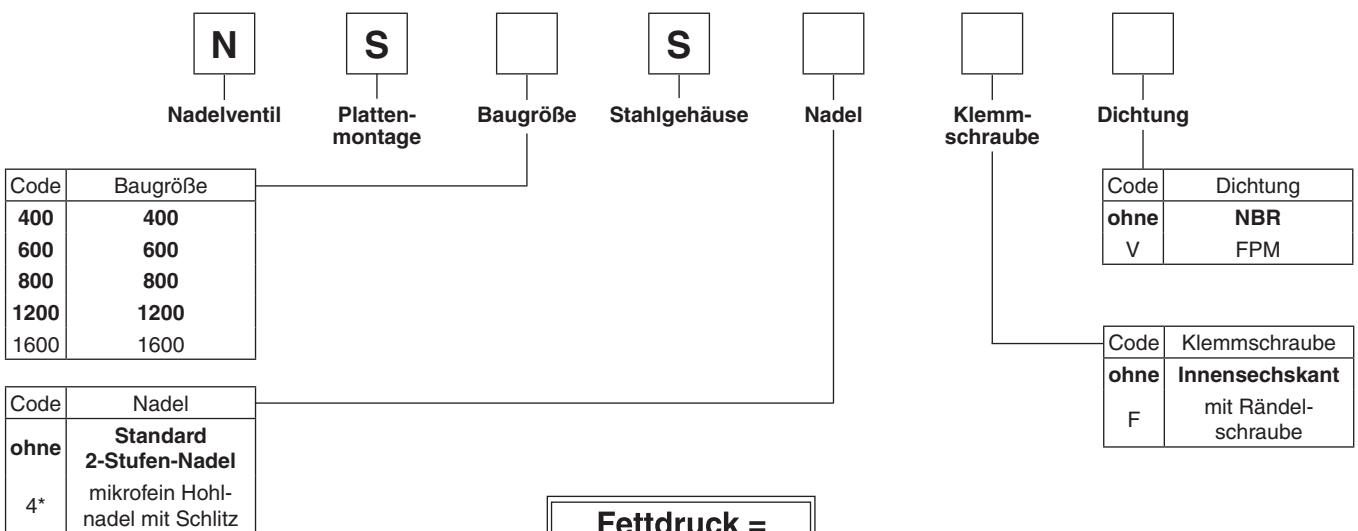 N S S
Nadelventil
Platten-
montage
Baugröße
Stahlgehäuse
Nadel
Klemm-
schraube
Dichtung
Code Baugröße
400 400
600 600
800 800
1200 1200
1600 1600
Code Nadel
ohne Standard
2-Stufen-Nadel
4* mikrofein Hohl-
nadel mit Schlitz
Code Dichtung
ohne NBR
V FPM
Code Klemmschraube
ohne Innensechskant
F mit Rändel-
schraube
Fettdruck =